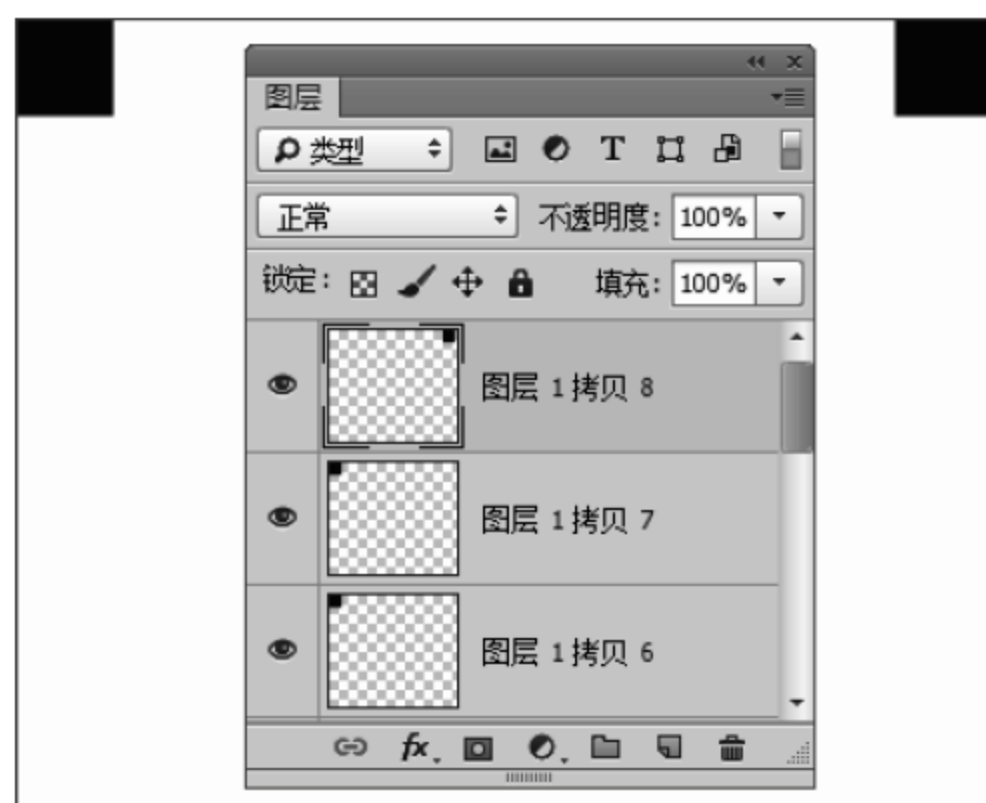 图层
类型
正常 不透明度: 100%
锁定: 填充: 100%
图层 1 拷贝 8
图层 1 拷贝 7
图层 1 拷贝 6
fx